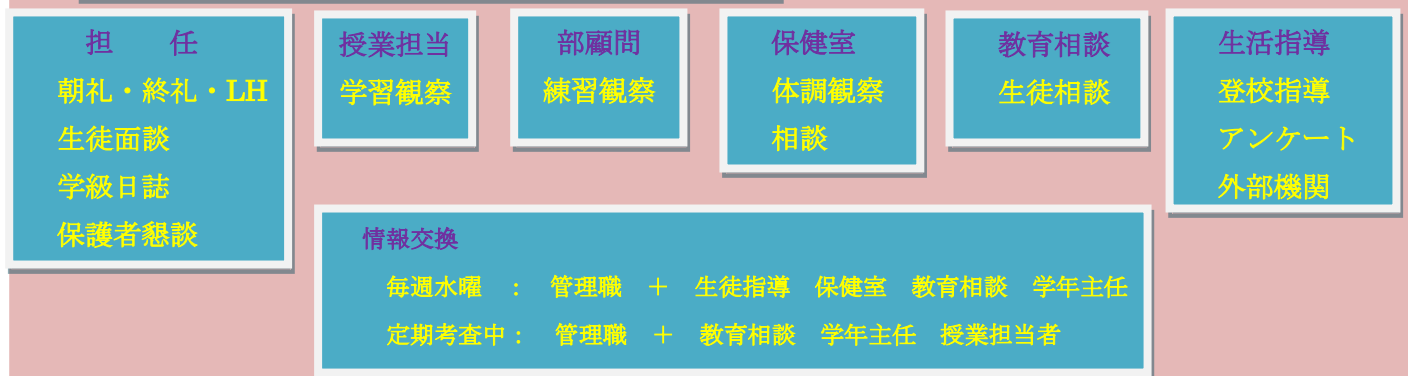 担　　任
朝礼・終礼・LH
生徒面談
学級日誌
保護者懇談
授業担当
学習観察
部顧問
練習観察
保健室
体調観察
相談
教育相談
生徒相談
生活指導
登校指導
アンケート
外部機関
情報交換
毎週水曜　：　管理職　＋　生徒指導　保健室　教育相談　学年主任
定期考査中：　管理職　＋　教育相談　学年主任　授業担当者